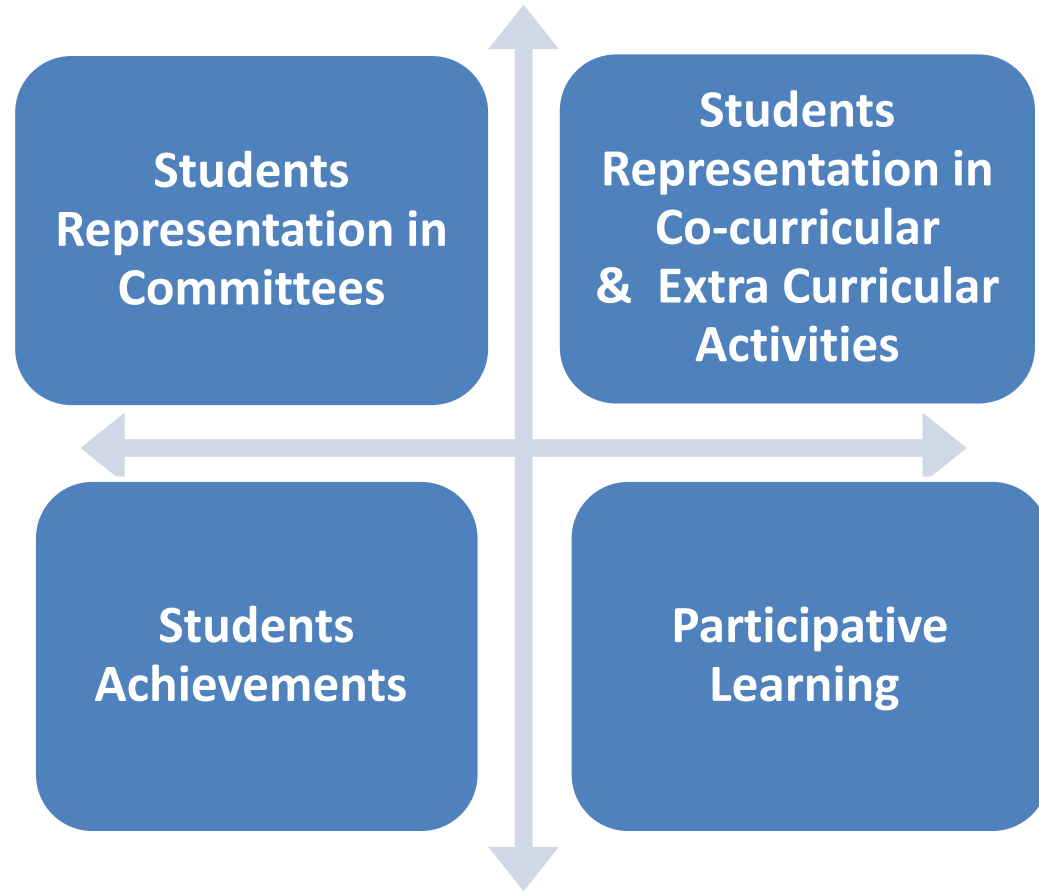 Students
Representation in
Committees
Students
Representation in
Co-curricular
& Extra Curricular
Activities
Students
Achievements
Participative
Learning